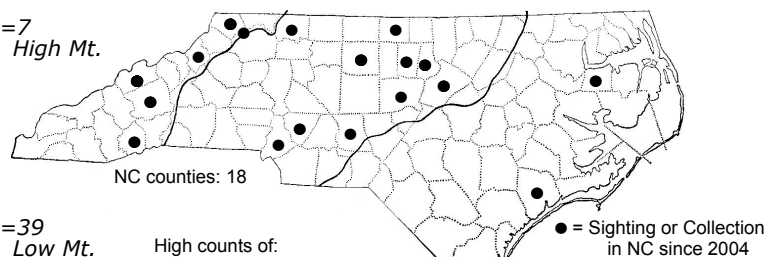 =7
High Mt.
NC counties: 18
=39
Low Mt.
High counts of:
● = Sighting or Collection
in NC since 2004